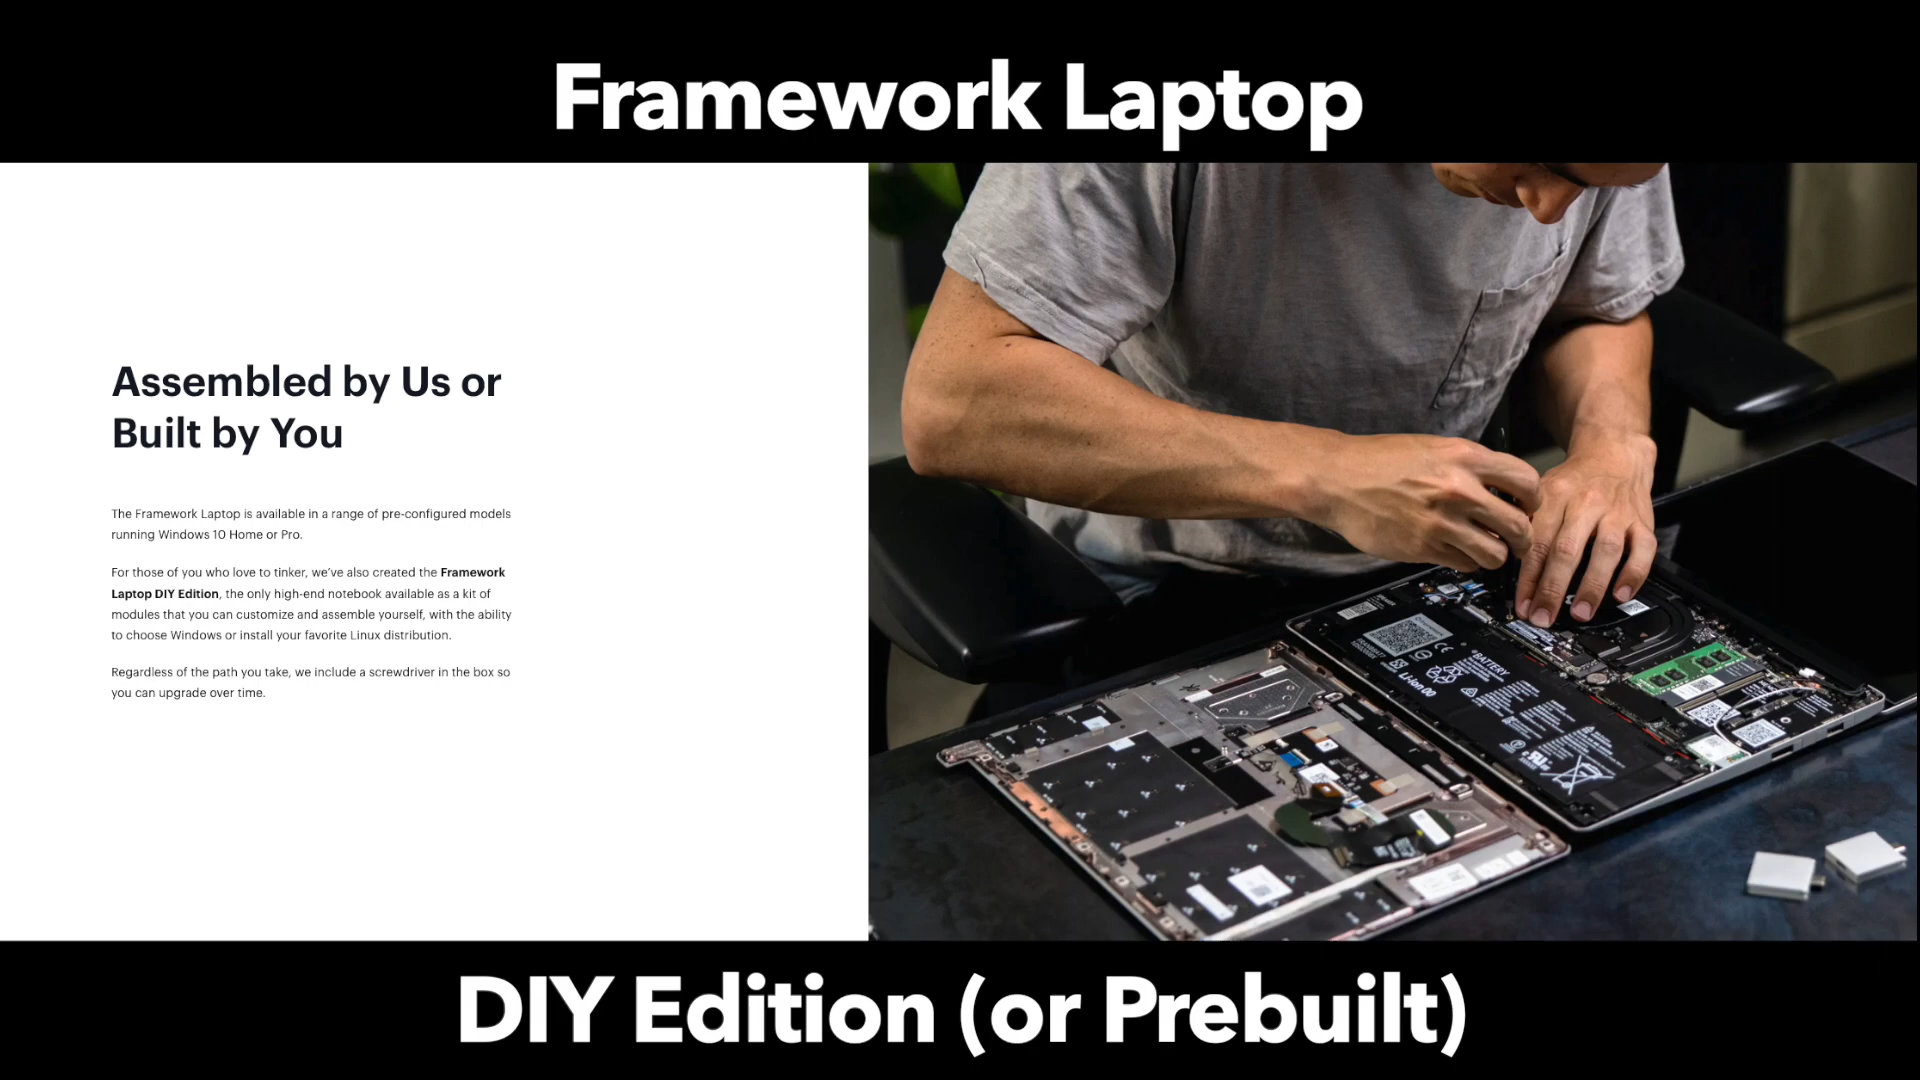 Framework Laptop
Assembled by Us or
Built by You
The Framework Laptop is available in a range of pre-configured models
running Windows 10 Home or Pro.
For those of you who love to tinker, we've also created the Framework
Laptop DIY Edition, the only high-end notebook available as a kit of
modules that you can customize and assemble yourself, with the ability
to choose Windows or install your favorite Linux distribution.
Regardless of the path you take, we include a screwdriver in the box so
you can upgrade over time.
BATTERY
Li-ion 00
DIY Edition (or Prebuilt)